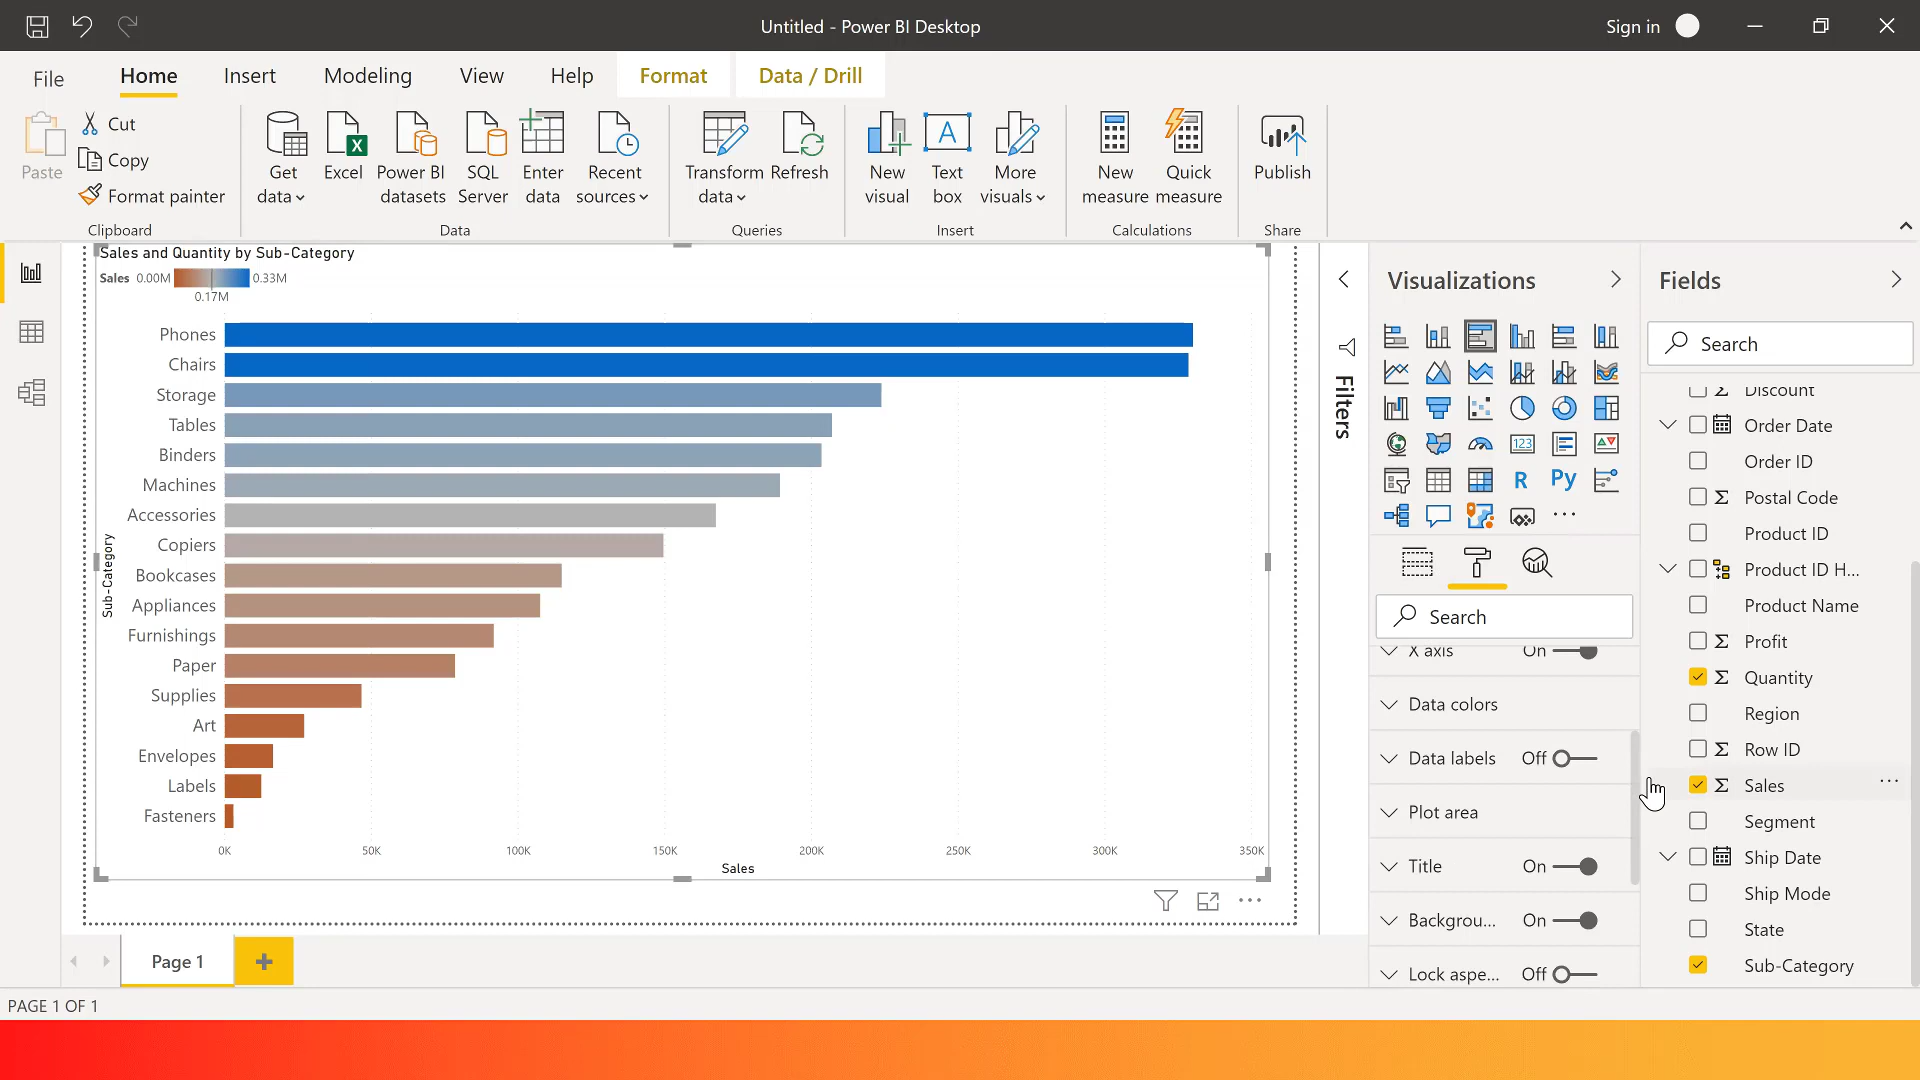 Untitled - Power BI Desktop
Sign in
File
Home
Insert
Modeling
View
Help
Format
Data / Drill
Paste
Cut
Copy
Format painter
Clipboard
Get data
Excel
Power BI datasets
SQL Server
Enter data
Recent sources
Data
Transform data
Refresh
Queries
New visual
A
Text box
More visuals
Insert
New measure
Quick measure
Calculations
Publish
Share
Sales and Quantity by Sub-Category
Sales 0.00M 0.33M
0.17M
Sub-Category
Phones
Chairs
Storage
Tables
Binders
Machines
Accessories
Copiers
Bookcases
Appliances
Furnishings
Paper
Supplies
Art
Envelopes
Labels
Fasteners
0K 50K 100K 150K 200K 250K 300K 350K
Sales
Filters
Visualizations
123
R
Py
Search
X axis On
Data colors
Data labels Off
Plot area
Title On
Backgrou... On
Lock aspe... Off
Fields
Search
Σ Discount
Order Date
Order ID
Σ Postal Code
Product ID
Product ID H...
Product Name
Σ Profit
Σ Quantity
Region
Σ Row ID
Σ Sales
Segment
Ship Date
Ship Mode
State
Sub-Category
Page 1
PAGE 1 OF 1